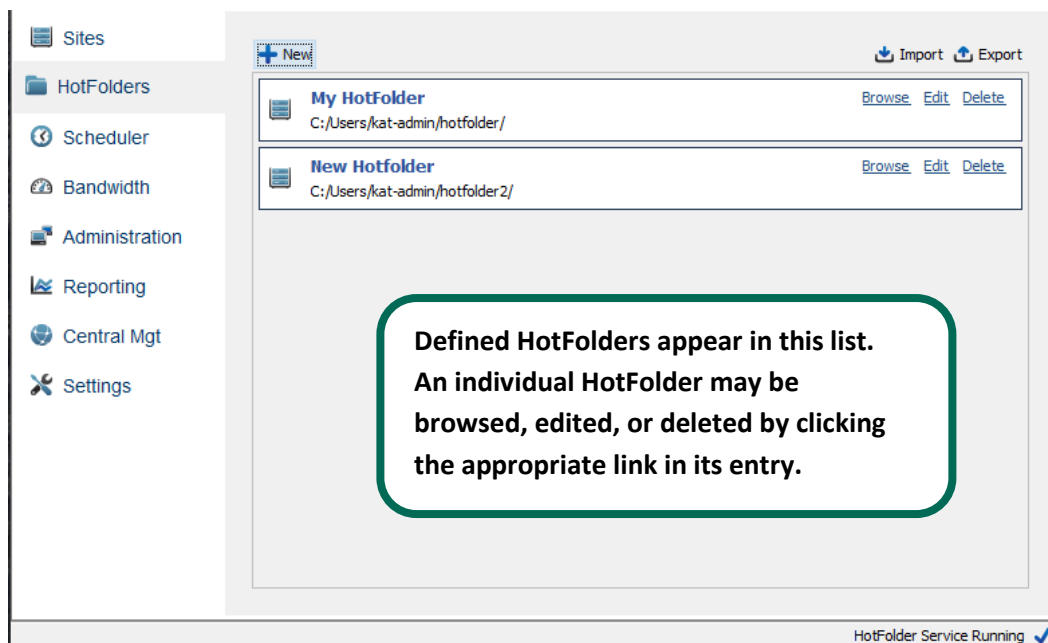 Sites
HotFolders
Scheduler
Bandwidth
Administration
Reporting
Central Mgt
Settings
New
Import Export
My HotFolder Browse Edit Delete
C:/Users/kat-admin/hotfolder/
New Hotfolder Browse Edit Delete
C:/Users/kat-admin/hotfolder2/
Defined HotFolders appear in this list.
An individual HotFolder may be
browsed, edited, or deleted by clicking
the appropriate link in its entry.
HotFolder Service Running